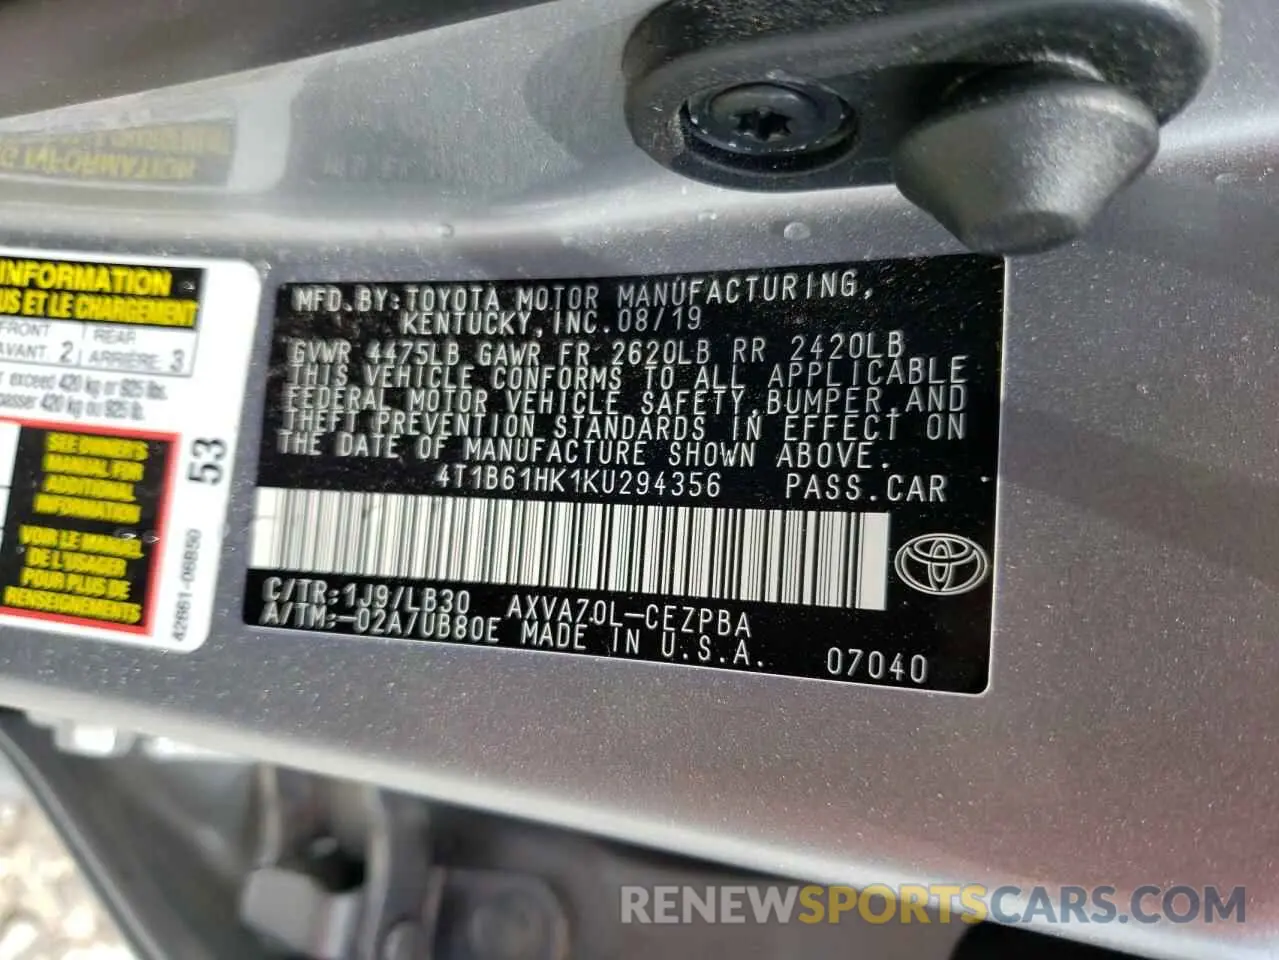 INFORMATION
US ET LE CHARGEMENT
FRONT
AVANT 2
REAR
ARRIÈRE 3
exceed 420 kg or 925 lbs.
passer 420 kg ou 925 lb.
SEE OWNER'S
MANUAL FOR
ADDITIONAL
INFORMATION
VOIR LE MANUEL
DE L'USAGER
POUR PLUS DE
RENSEIGNEMENTS
53
42661-06B50
MFD.BY:TOYOTA MOTOR MANUFACTURING,
KENTUCKY,INC.08/19
GVWR 4475LB GAWR FR 2620LB RR 2420LB
THIS VEHICLE CONFORMS TO ALL APPLICABLE
FEDERAL MOTOR VEHICLE SAFETY,BUMPER,AND
THEFT PREVENTION STANDARDS IN EFFECT ON
THE DATE OF MANUFACTURE SHOWN ABOVE.
4T1B61HK1KU294356 PASS.CAR
C/TR:1J9/LB30 AXVA70L-CEZPBA
A/TM:-02A/UB80E MADE IN U.S.A.
07040
RENEWSPORTSCARS.COM